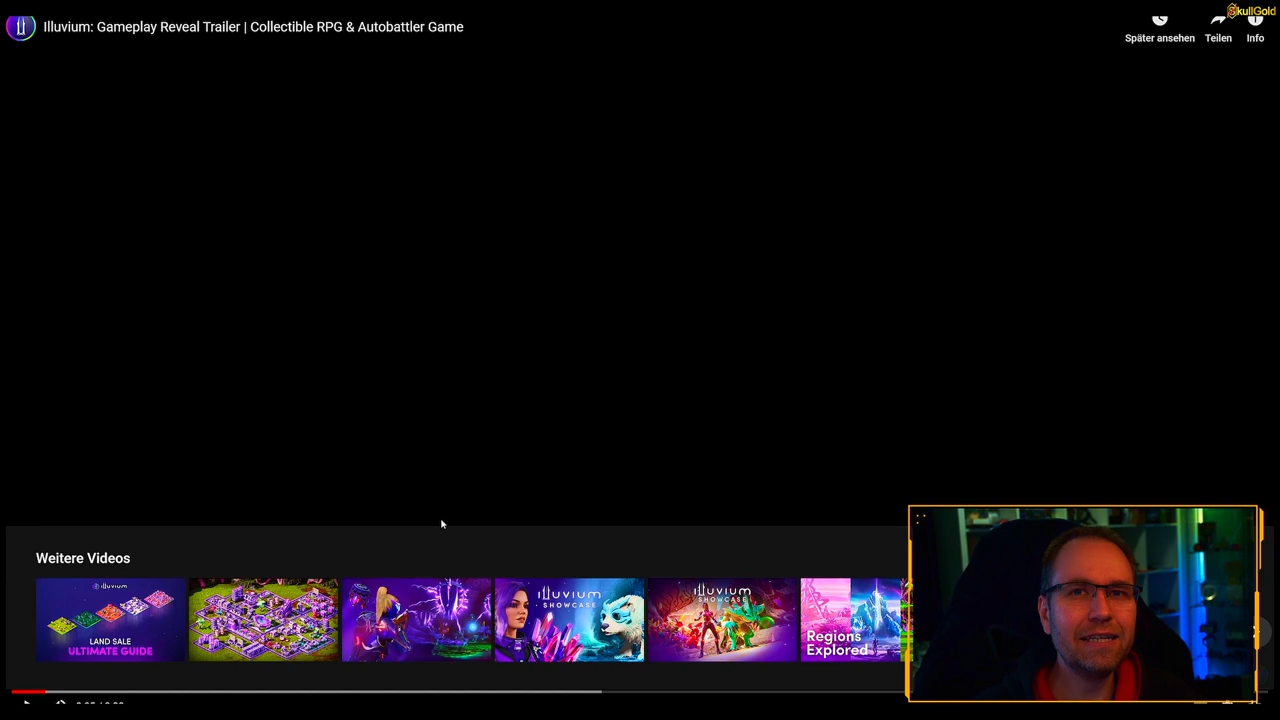 SkullGold
Illuvium: Gameplay Reveal Trailer | Collectible RPG & Autobattler Game
Später ansehen
Teilen
Info
Weitere Videos
illuvium
LAND SALE
ULTIMATE GUIDE
illuvium
SHOWCASE
illuvium
SHOWCASE
Regions
Explored